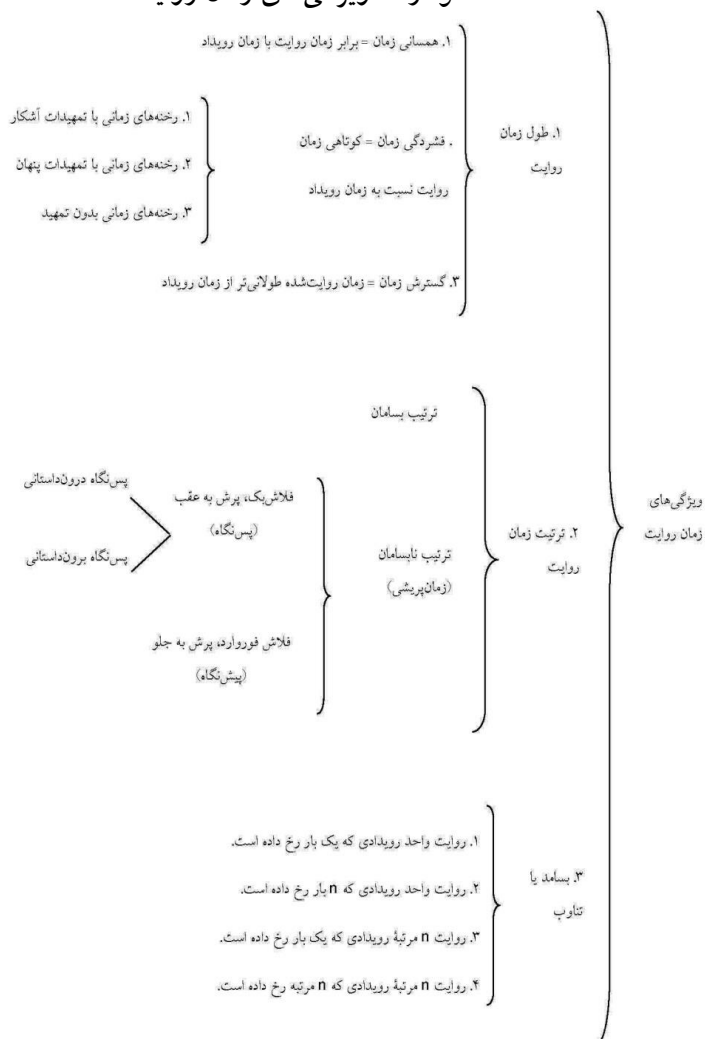 ویژگی‌های
زمان روایت
۱. طول زمان
روایت
۱. همسانی زمان = برابر زمان روایت با زمان رویداد
. فشردگی زمان = کوتاهی زمان
روایت نسبت به زمان رویداد
۱. رخنه‌های زمانی با تمهیدات آشکار
۲. رخنه‌های زمانی با تمهیدات پنهان
۳. رخنه‌های زمانی بدون تمهید
۳. گسترش زمان = زمان روایت‌شده طولانی‌تر از زمان رویداد
۲. ترتیت زمان
روایت
ترتیب بسامان
ترتیب نابسامان
(زمان‌پریشی)
فلاش‌بک، پرش به عقب
(پس‌نگاه)
پس‌نگاه درون‌داستانی
پس‌نگاه برون‌داستانی
فلاش فوروارد، پرش به جلو
(پیش‌نگاه)
۳. بسامد یا
تناوب
۱. روایت واحد رویدادی که یک بار رخ داده است.
۲. روایت واحد رویدادی که n بار رخ داده است.
۳. روایت n مرتبهٔ رویدادی که یک بار رخ داده است.
۴. روایت n مرتبهٔ رویدادی که n مرتبه رخ داده است.